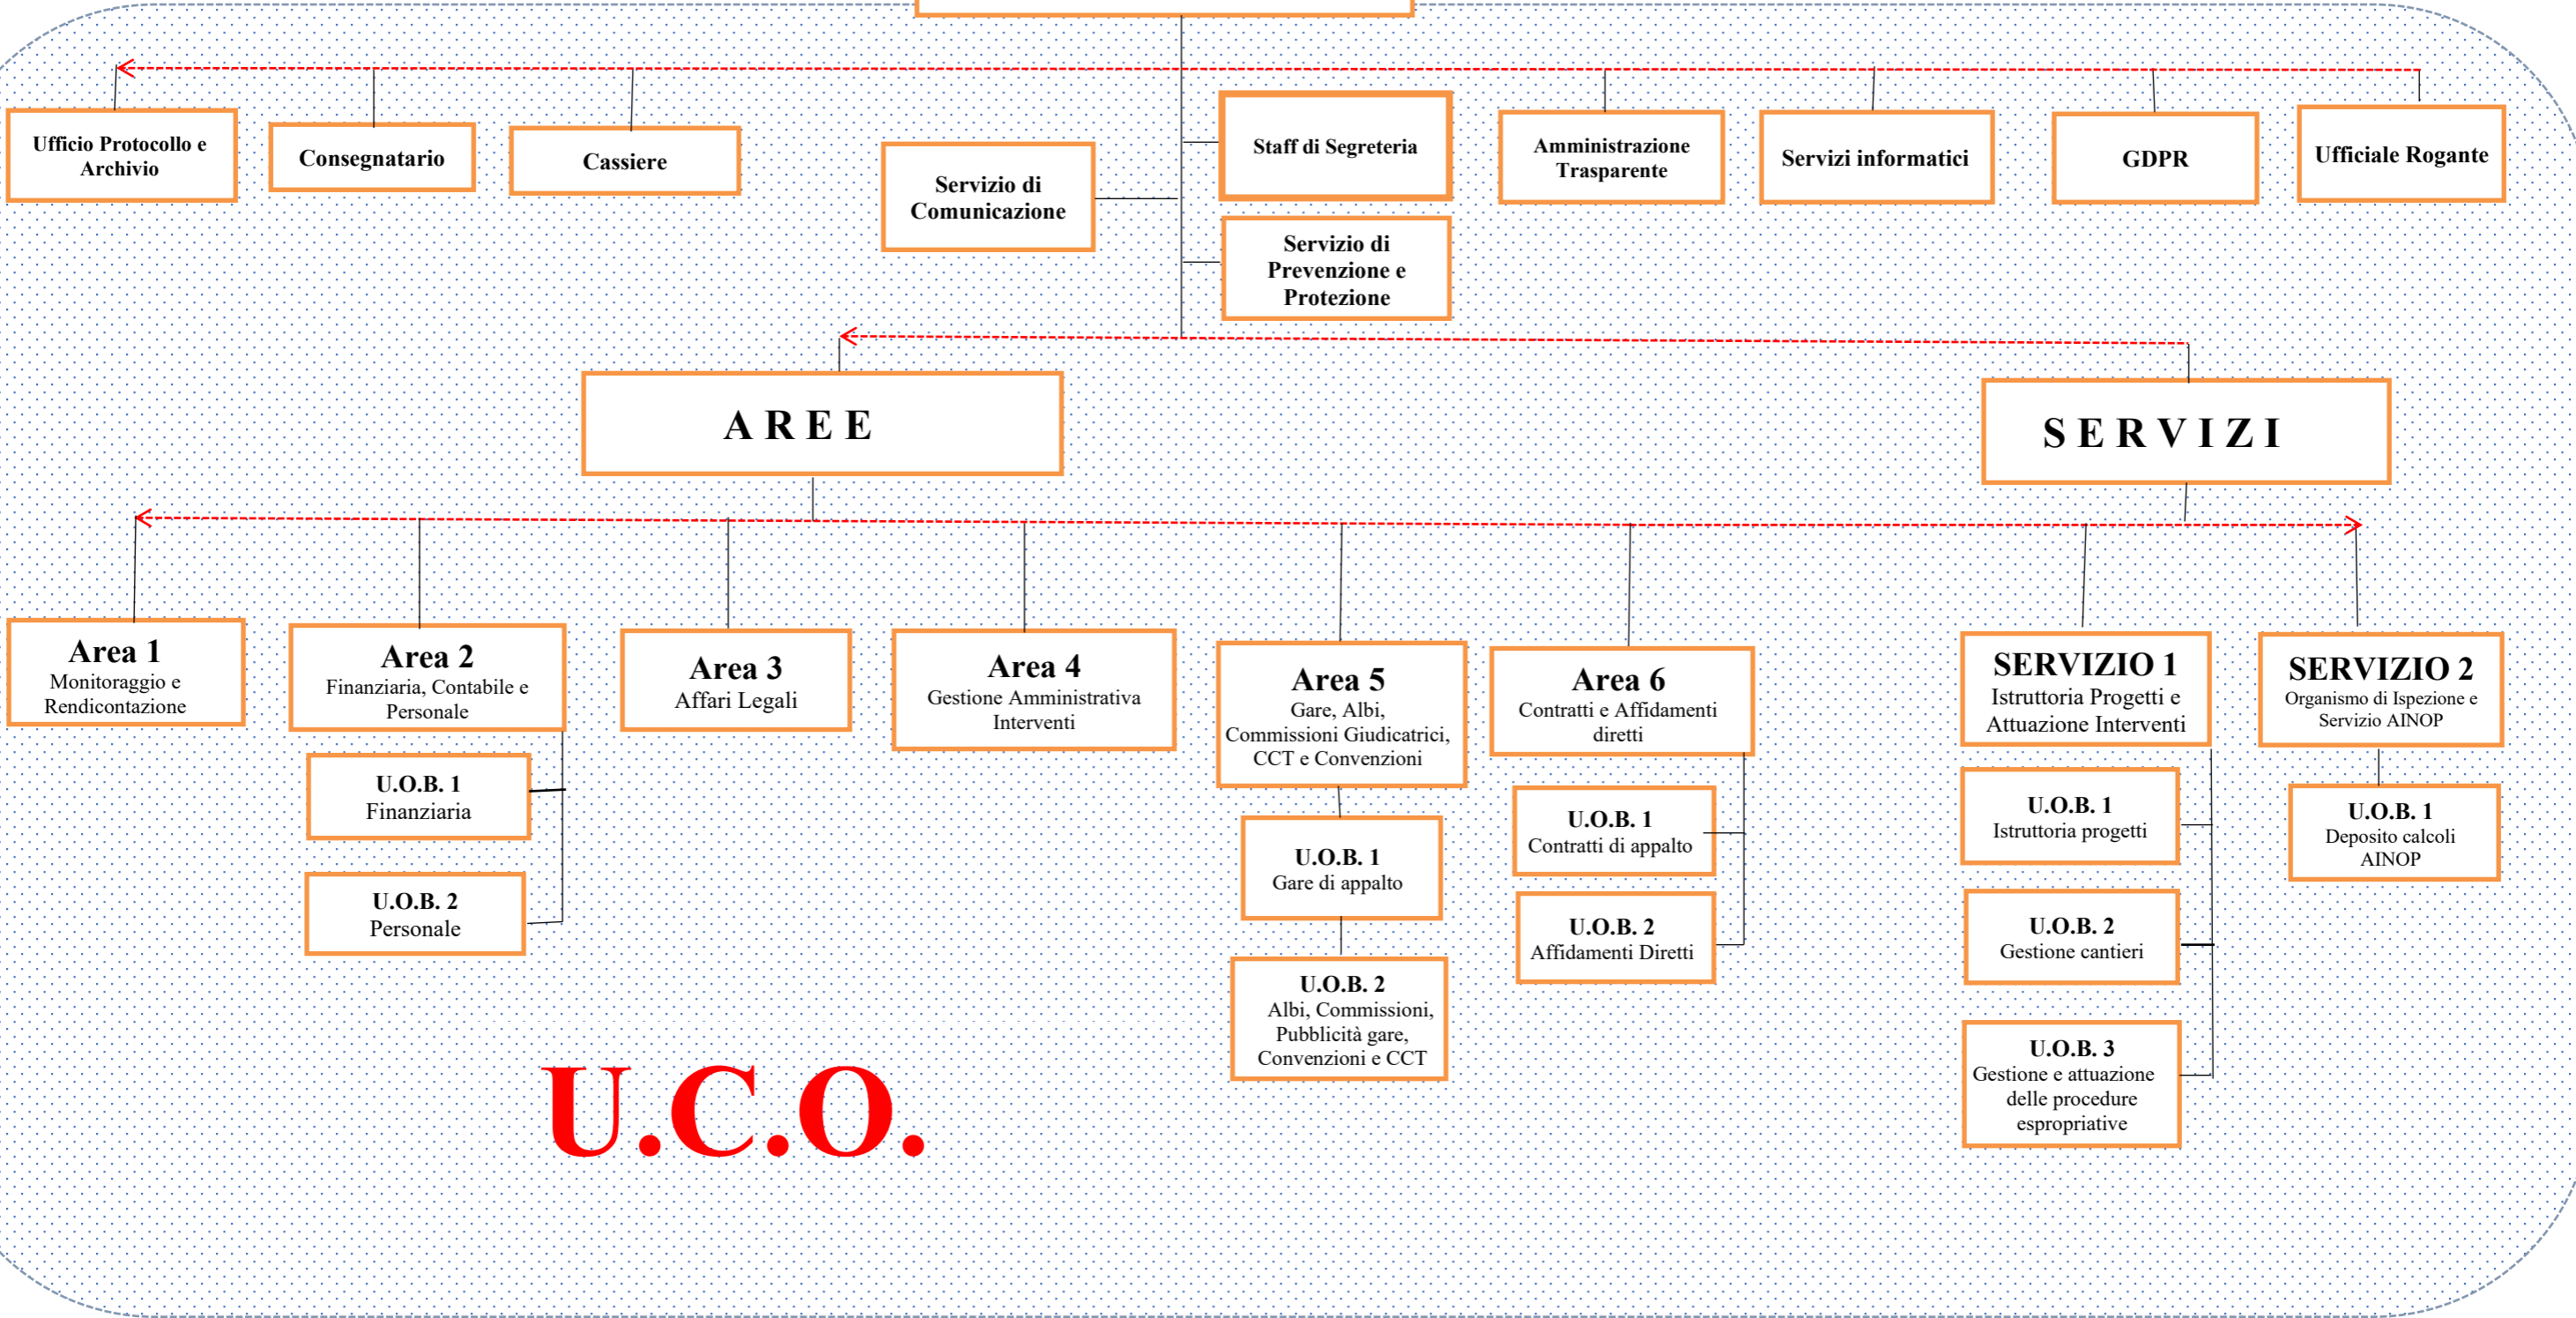 Ufficio Protocollo e
Archivio
Consegnatario
Cassiere
Servizio di
Comunicazione
Staff di Segreteria
Servizio di
Prevenzione e
Protezione
Amministrazione
Trasparente
Servizi informatici
GDPR
Ufficiale Rogante
A R E E
S E R V I Z I
Area 1
Monitoraggio e
Rendicontazione
Area 2
Finanziaria, Contabile e
Personale
U.O.B. 1
Finanziaria
U.O.B. 2
Personale
Area 3
Affari Legali
Area 4
Gestione Amministrativa
Interventi
Area 5
Gare, Albi,
Commissioni Giudicatrici,
CCT e Convenzioni
U.O.B. 1
Gare di appalto
U.O.B. 2
Albi, Commissioni,
Pubblicità gare,
Convenzioni e CCT
Area 6
Contratti e Affidamenti
diretti
U.O.B. 1
Contratti di appalto
U.O.B. 2
Affidamenti Diretti
SERVIZIO 1
Istruttoria Progetti e
Attuazione Interventi
U.O.B. 1
Istruttoria progetti
U.O.B. 2
Gestione cantieri
U.O.B. 3
Gestione e attuazione
delle procedure
espropriative
SERVIZIO 2
Organismo di Ispezione e
Servizio AINOP
U.O.B. 1
Deposito calcoli
AINOP
U.C.O.